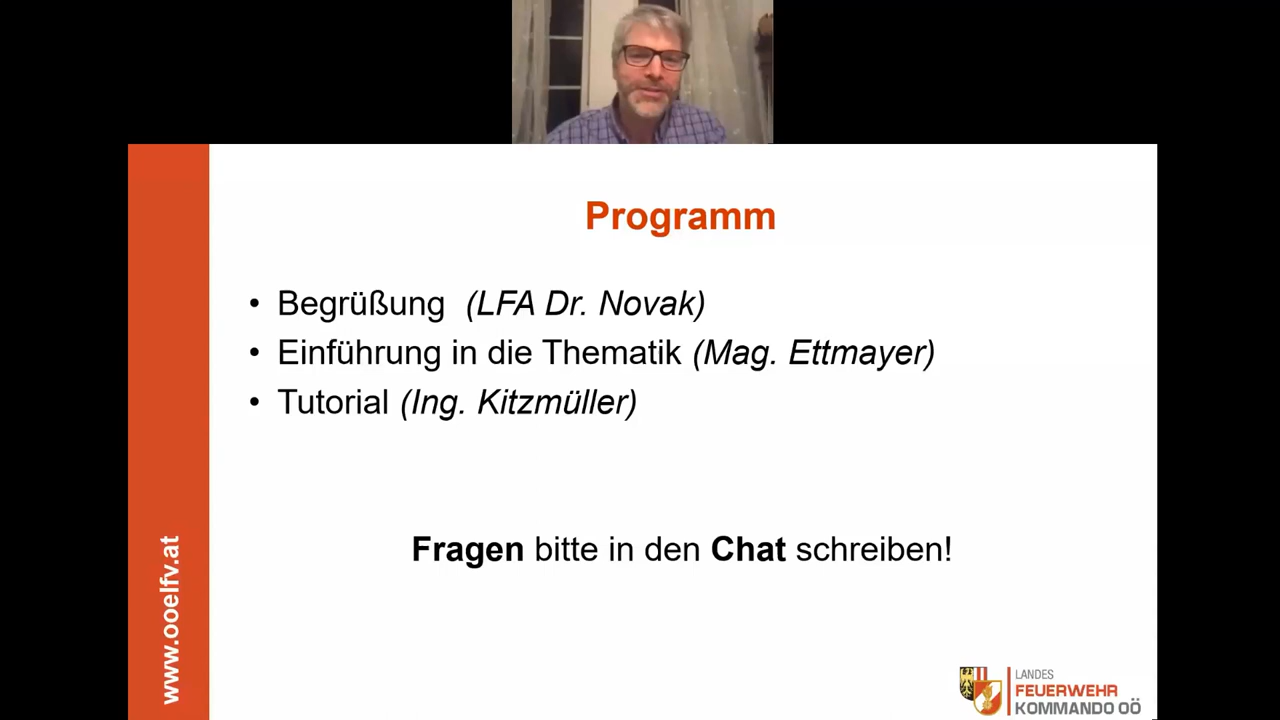 Programm
• Begrüßung (LFA Dr. Novak)
• Einführung in die Thematik (Mag. Ettmayer)
• Tutorial (Ing. Kitzmüller)
Fragen bitte in den Chat schreiben!
www.ooelfv.at
LANDES
FEUERWEHR
KOMMANDO OÖ